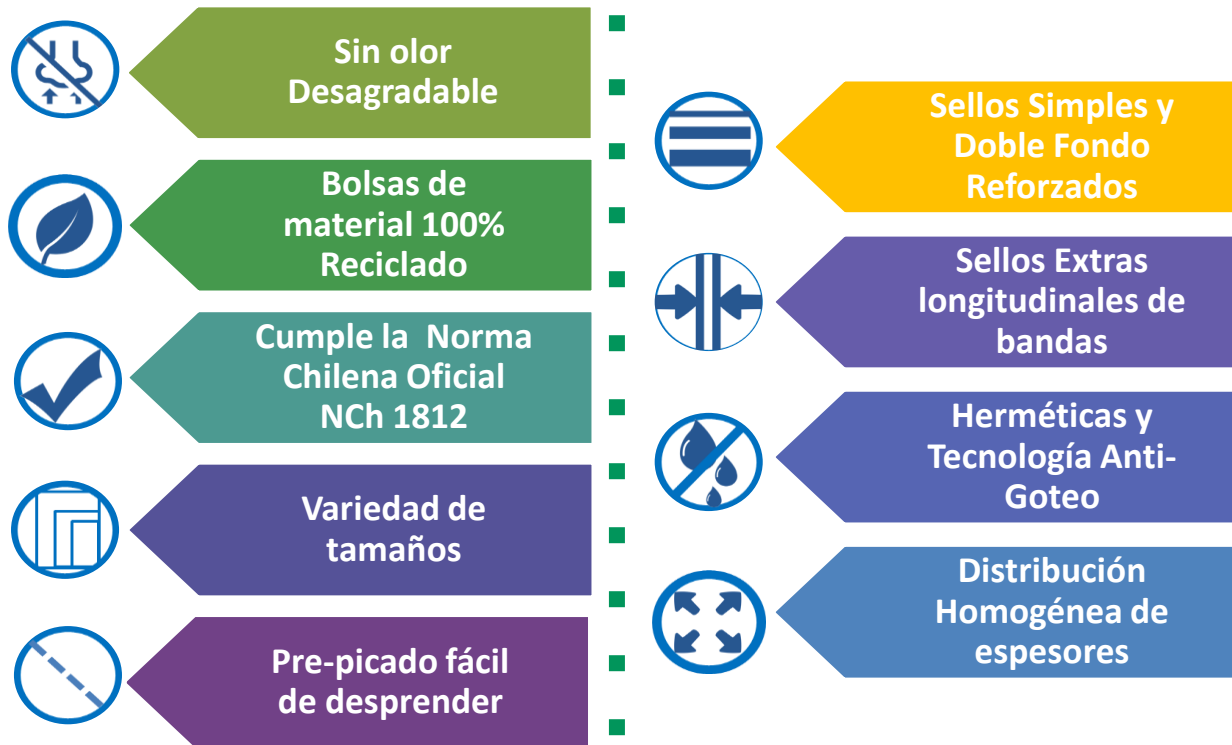 Sin olor
Desagradable
Bolsas de
material 100%
Reciclado
Cumple la  Norma
Chilena Oficial
NCh 1812
Variedad de
tamaños
Pre-picado fácil
de desprender
Sellos Simples y
Doble Fondo
Reforzados
Sellos Extras
longitudinales de
bandas
Herméticas y
Tecnología Anti-
Goteo
Distribución
Homogénea de
espesores